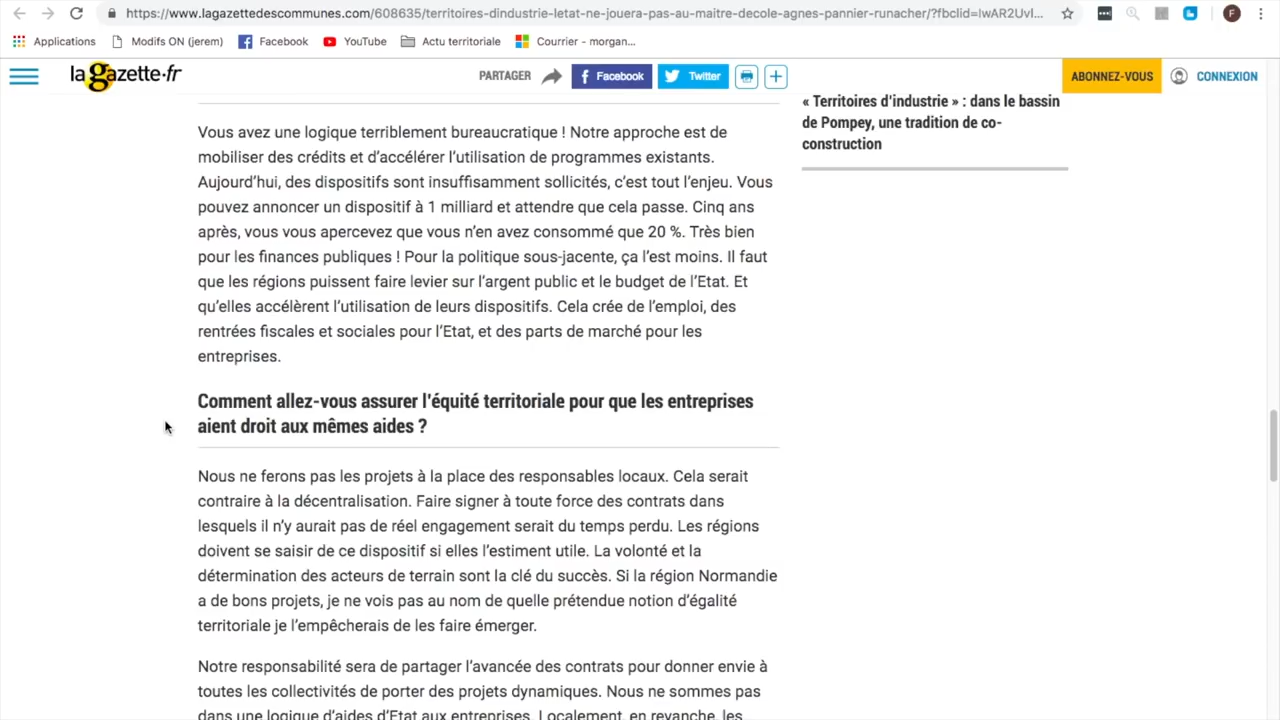 https://www.lagazettedescommunes.com/608635/territoires-dindustrie-letat-ne-jouera-pas-au-maitre-decole-agnes-pannier-runacher/?fbclid=IwAR2UvI...
F
Applications
Modifs ON (jerem)
Facebook
YouTube
Actu territoriale
Courrier - morgan...
la gazette.fr
PARTAGER
Facebook
Twitter
ABONNEZ-VOUS
CONNEXION
« Territoires d'industrie » : dans le bassin
de Pompey, une tradition de co-
construction
Vous avez une logique terriblement bureaucratique ! Notre approche est de
mobiliser des crédits et d'accélérer l'utilisation de programmes existants.
Aujourd'hui, des dispositifs sont insuffisamment sollicités, c'est tout l'enjeu. Vous
pouvez annoncer un dispositif à 1 milliard et attendre que cela passe. Cinq ans
après, vous vous apercevez que vous n'en avez consommé que 20 %. Très bien
pour les finances publiques ! Pour la politique sous-jacente, ça l'est moins. Il faut
que les régions puissent faire levier sur l'argent public et le budget de l'Etat. Et
qu'elles accélèrent l'utilisation de leurs dispositifs. Cela crée de l'emploi, des
rentrées fiscales et sociales pour l'Etat, et des parts de marché pour les
entreprises.
Comment allez-vous assurer l'équité territoriale pour que les entreprises
aient droit aux mêmes aides ?
Nous ne ferons pas les projets à la place des responsables locaux. Cela serait
contraire à la décentralisation. Faire signer à toute force des contrats dans
lesquels il n'y aurait pas de réel engagement serait du temps perdu. Les régions
doivent se saisir de ce dispositif si elles l'estiment utile. La volonté et la
détermination des acteurs de terrain sont la clé du succès. Si la région Normandie
a de bons projets, je ne vois pas au nom de quelle prétendue notion d'égalité
territoriale je l'empêcherais de les faire émerger.
Notre responsabilité sera de partager l'avancée des contrats pour donner envie à
toutes les collectivités de porter des projets dynamiques. Nous ne sommes pas
dans une logique d'aides d'Etat aux entreprises. Localement, en revanche, les